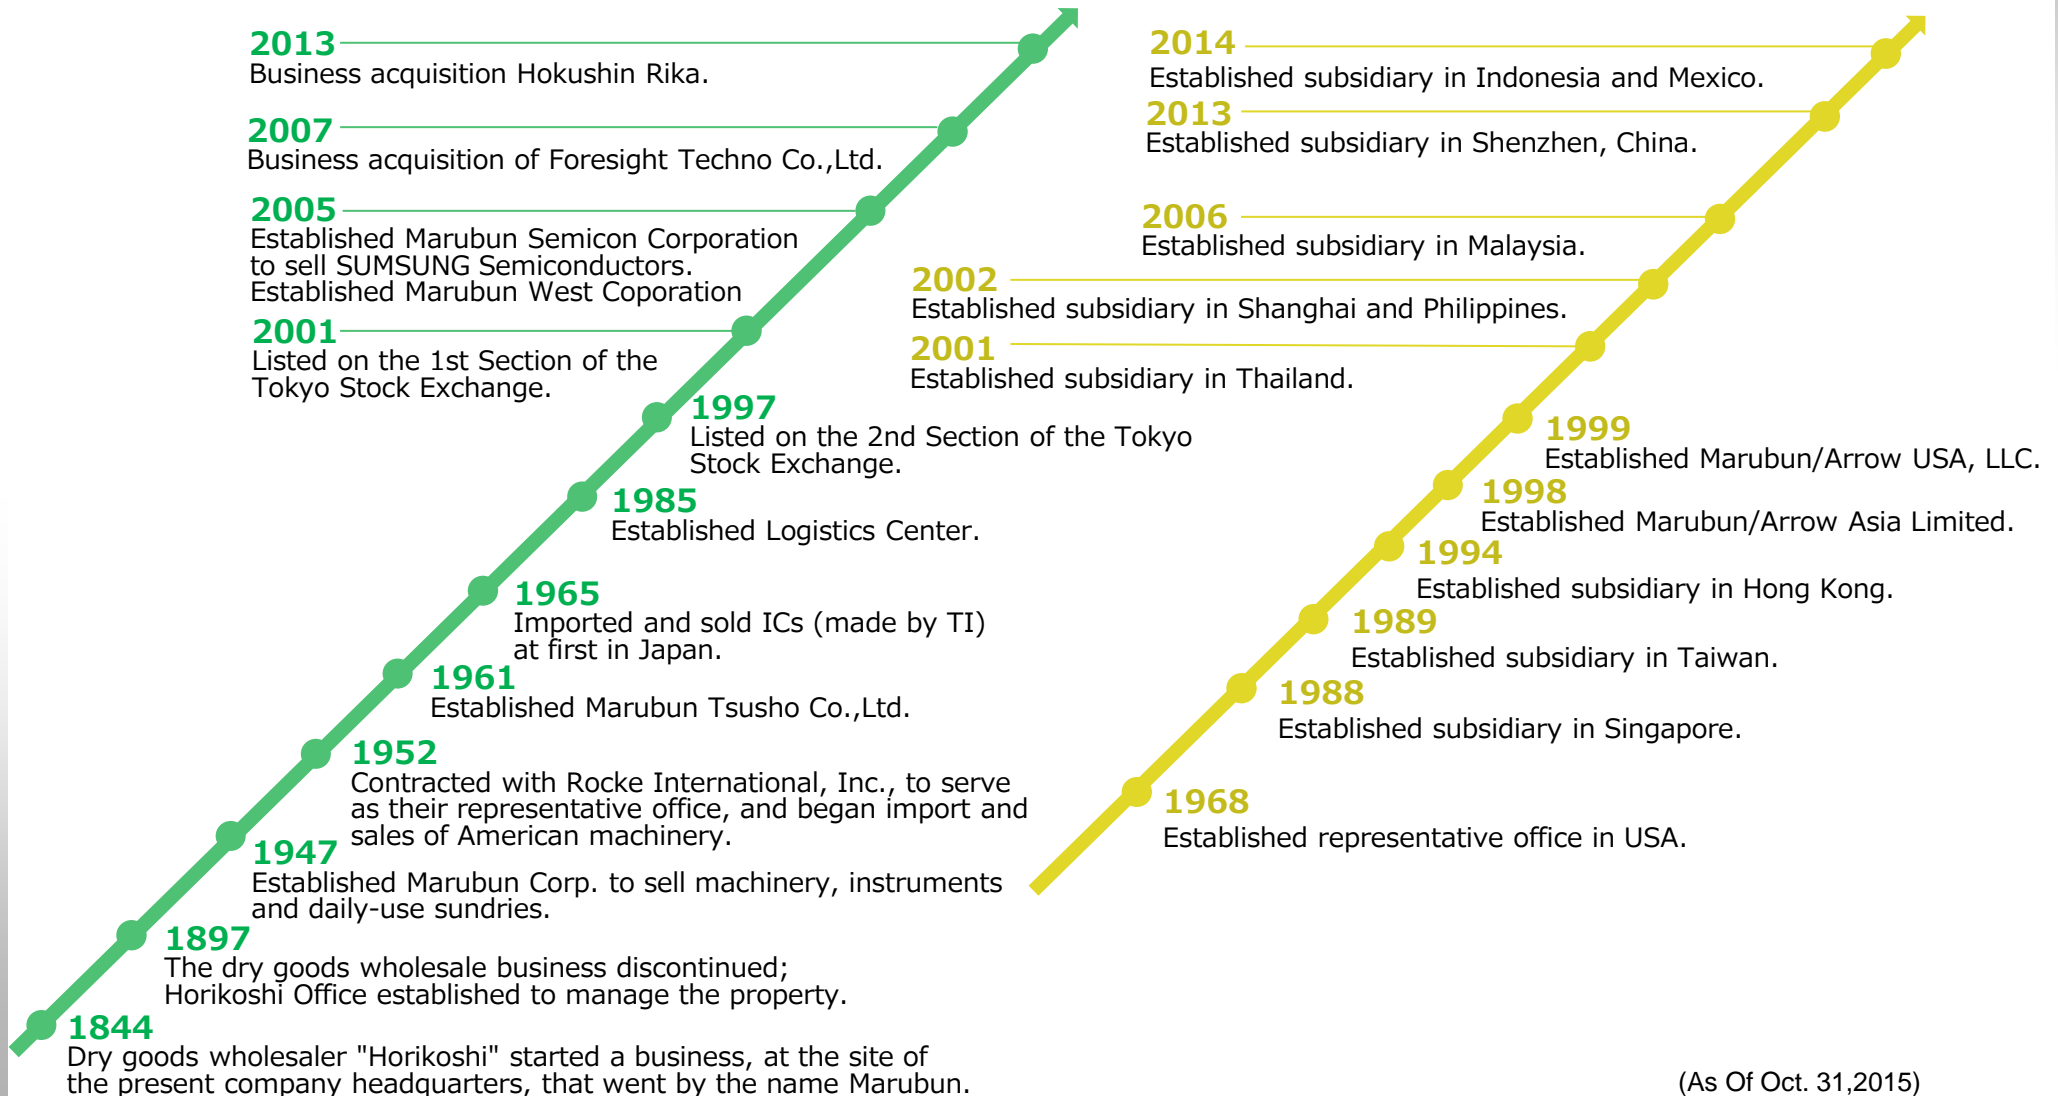 2013
Business acquisition Hokushin Rika.
2007
Business acquisition of Foresight Techno Co.,Ltd.
2005
Established Marubun Semicon Corporation
to sell SUMSUNG Semiconductors.
Established Marubun West Coporation
2001
Listed on the 1st Section of the
Tokyo Stock Exchange.
1997
Listed on the 2nd Section of the Tokyo
Stock Exchange.
1985
Established Logistics Center.
1965
Imported and sold ICs (made by TI)
at first in Japan.
1961
Established Marubun Tsusho Co.,Ltd.
1952
Contracted with Rocke International, Inc., to serve
as their representative office, and began import and
sales of American machinery.
1947
Established Marubun Corp. to sell machinery, instruments
and daily-use sundries.
1897
The dry goods wholesale business discontinued;
Horikoshi Office established to manage the property.
1844
Dry goods wholesaler "Horikoshi" started a business, at the site of
the present company headquarters, that went by the name Marubun.
2014
Established subsidiary in Indonesia and Mexico.
2013
Established subsidiary in Shenzhen, China.
2006
Established subsidiary in Malaysia.
2002
Established subsidiary in Shanghai and Philippines.
2001
Established subsidiary in Thailand.
1999
Established Marubun/Arrow USA, LLC.
1998
Established Marubun/Arrow Asia Limited.
1994
Established subsidiary in Hong Kong.
1989
Established subsidiary in Taiwan.
1988
Established subsidiary in Singapore.
1968
Established representative office in USA.
(As Of Oct. 31,2015)